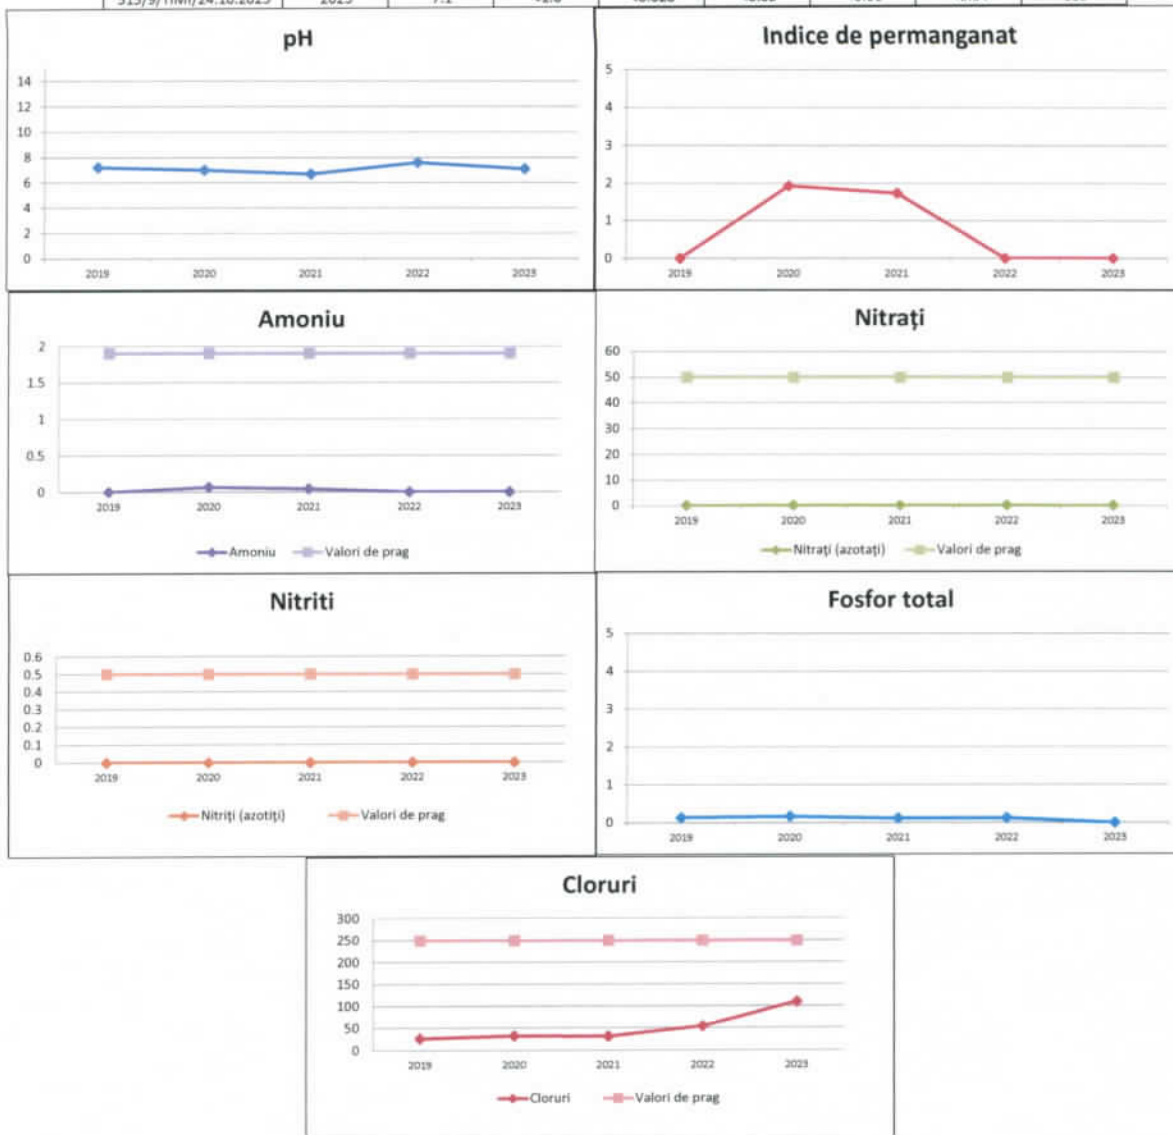 2023 7.1
pH
14
12
10
8
6
4
2
0
2019 2020 2021 2022 2023
Indice de permanganat
5
4
3
2
1
0
2019 2020 2021 2022 2023
Amoniu
2
1.5
1
0.5
0
2019 2020 2021 2022 2023
Amoniu Valori de prag
Nitrați
60
50
40
30
20
10
0
2019 2020 2021 2022 2023
Nitrați (azotați) Valori de prag
Nitriti
0.6
0.5
0.4
0.3
0.2
0.1
0
2019 2020 2021 2022 2023
Nitriți (azotiți) Valori de prag
Fosfor total
5
4
3
2
1
0
2019 2020 2021 2022 2023
Cloruri
300
250
200
150
100
50
0
2019 2020 2021 2022 2023
Cloruri Valori de prag